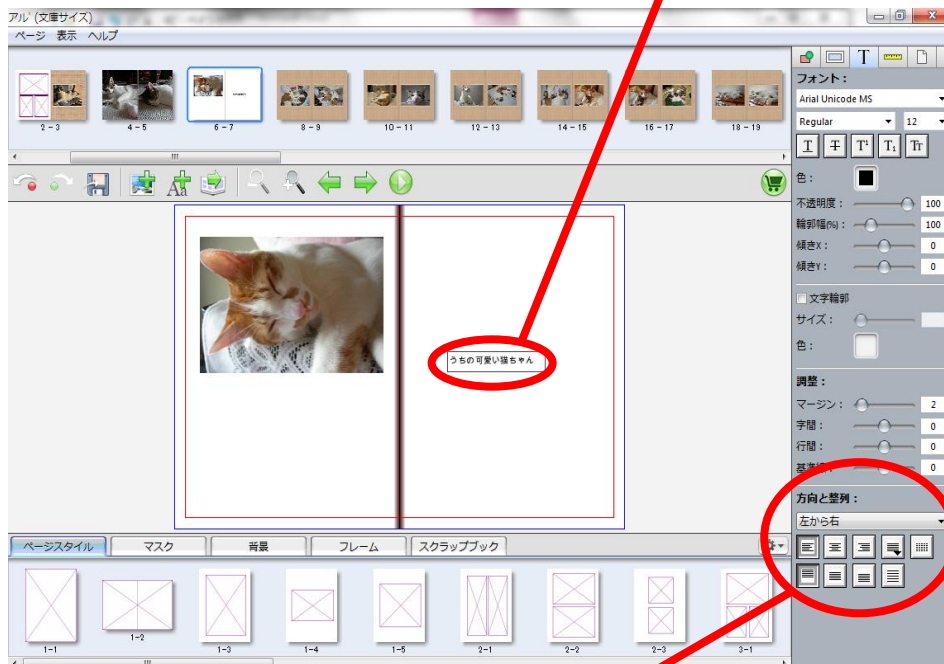 アル' (文庫サイズ)
ページ 表示 ヘルプ
2 - 3
4 - 5
6 - 7
8 - 9
10 - 11
12 - 13
14 - 15
16 - 17
18 - 19
うちの可愛い猫ちゃん
ページスタイル
マスク
背景
フレーム
スクラップブック
1-1
1-2
1-3
1-4
1-5
2-1
2-2
2-3
3-1
フォント：
Arial Unicode MS
Regular 12
色：
不透明度： 100
輪郭幅(%)： 100
傾きX： 0
傾きY： 0
文字輪郭
サイズ：
色：
調整：
マージン： 2
字間： 0
行間： 0
0
方向と整列：
左から右